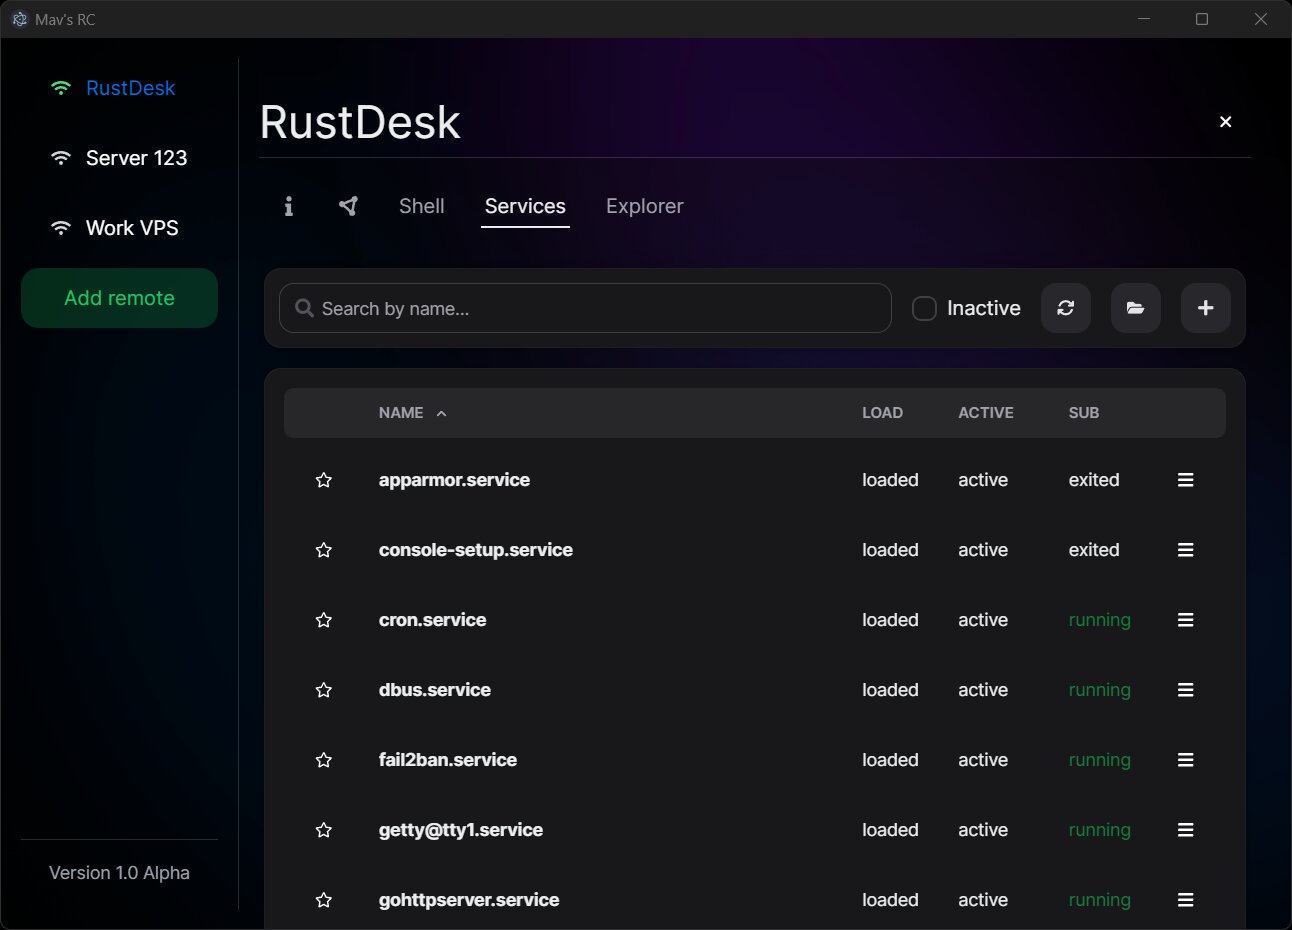 Mav's RC
RustDesk
Server 123
Work VPS
Add remote
Version 1.0 Alpha
RustDesk
Shell Services Explorer
Search by name... Inactive
NAME LOAD ACTIVE SUB
apparmor.service loaded active exited
console-setup.service loaded active exited
cron.service loaded active running
dbus.service loaded active running
fail2ban.service loaded active running
getty@tty1.service loaded active running
gohttpserver.service loaded active running